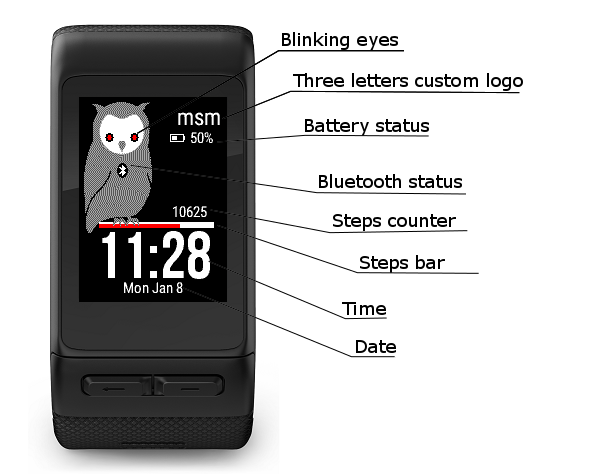 Blinking eyes
Three letters custom logo
msm
Battery status
50%
Bluetooth status
10625
Steps counter
Steps bar
11:28
Mon Jan 8
Time
Date